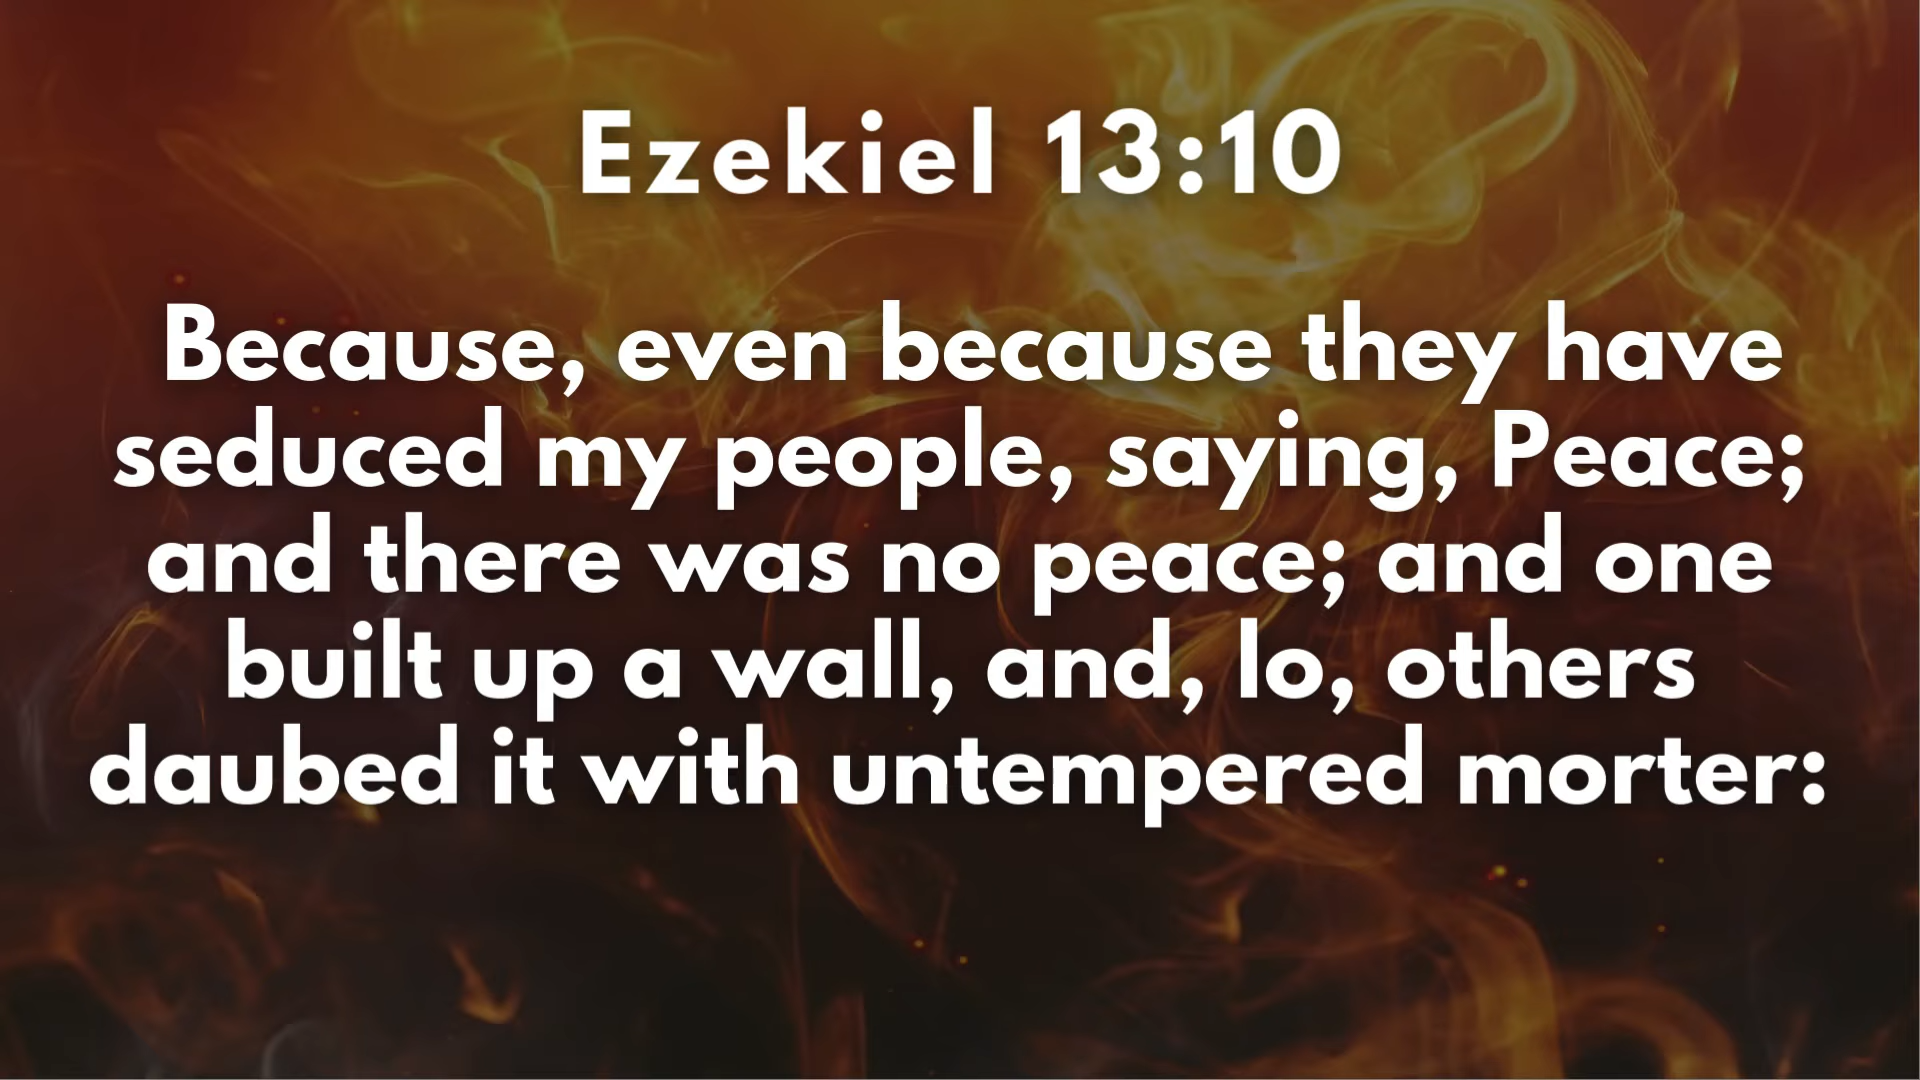 Ezekiel 13:10
Because, even because they have
seduced my people, saying, Peace;
and there was no peace; and one
built up a wall, and, lo, others
daubed it with untempered morter: